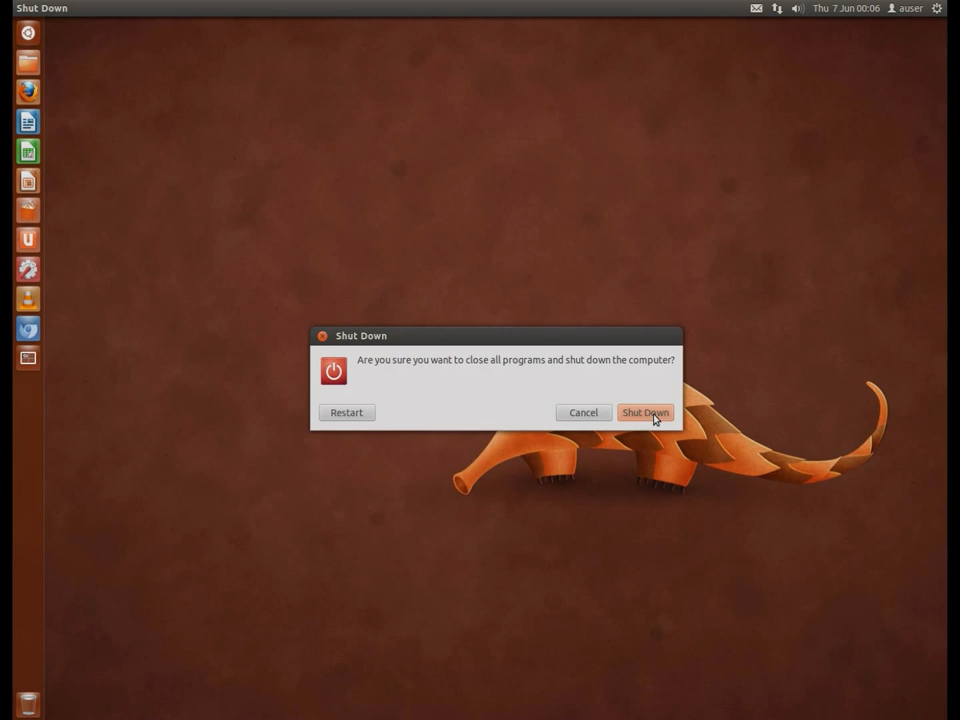 Shut Down
Thu 7 Jun 00:06 auser
Shut Down
Are you sure you want to close all programs and shut down the computer?
Restart Cancel Shut Down